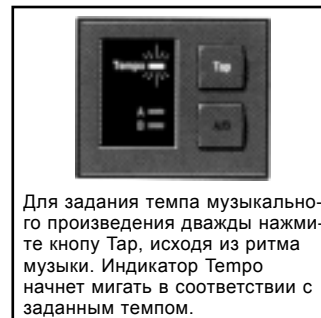 Tempo
Tap
A
B
A/B
Для задания темпа музыкально-
го произведения дважды нажми-
те кнопу Tap, исходя из ритма
музыки. Индикатор Tempo
начнет мигать в соответствии с
заданным темпом.